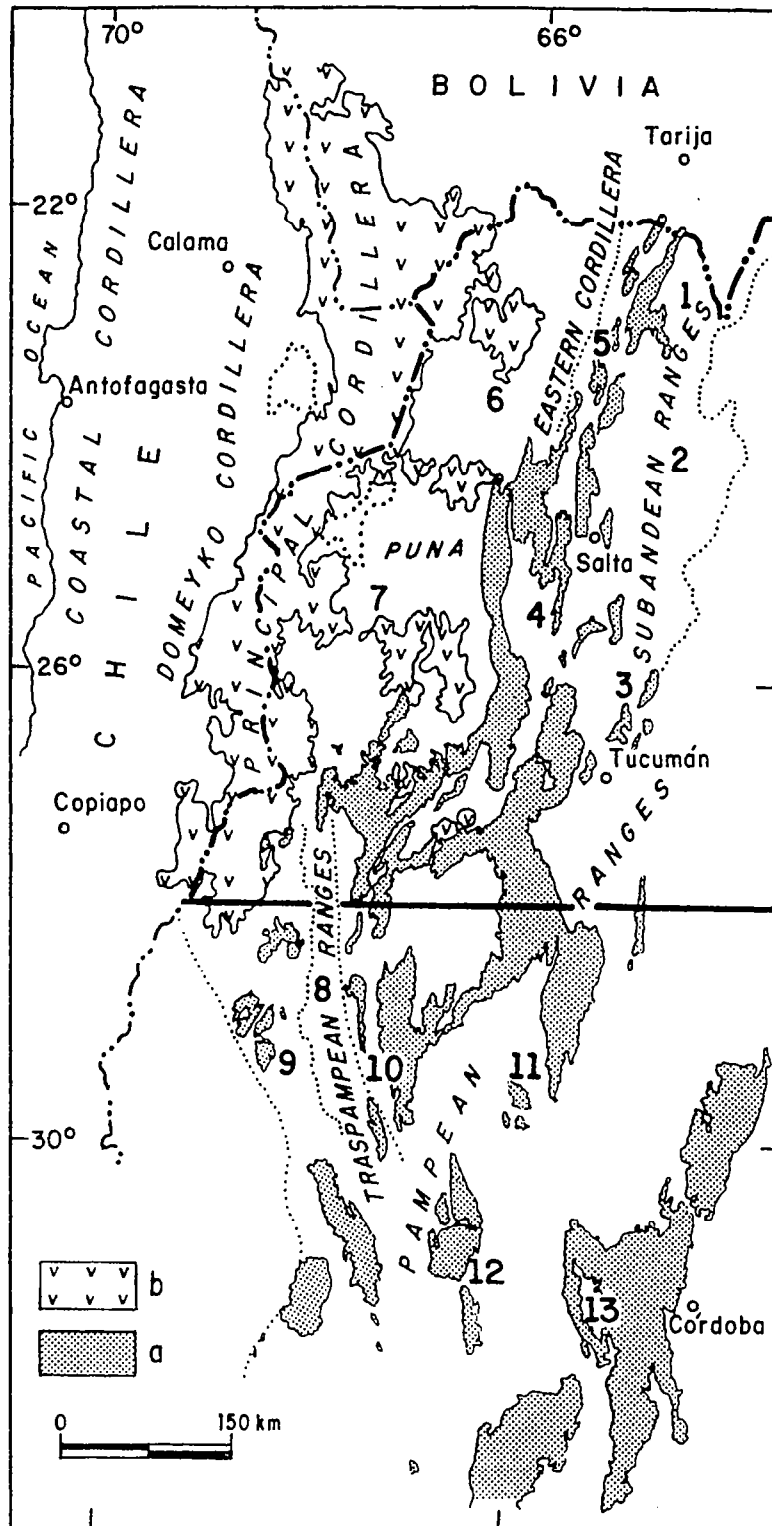 70°
66°
BOLIVIA
Tarija
22°
Calama
CORDILLERA
EASTERN CORDILLERA
PACIFIC OCEAN
COASTAL CORDILLERA
1
5
Antofagasta
DOMEYKO CORDILLERA
6
SUBANDEAN RANGES
2
CHILE
PRINCIPAL CORDILLERA
PUNA
Salta
7
4
26°
3
Tucumán
Copiapo
RANGES
8
9
10
11
TRASPAMPEAN RANGES
30°
PAMPEAN
12
13
Córdoba
b
a
0 150 km